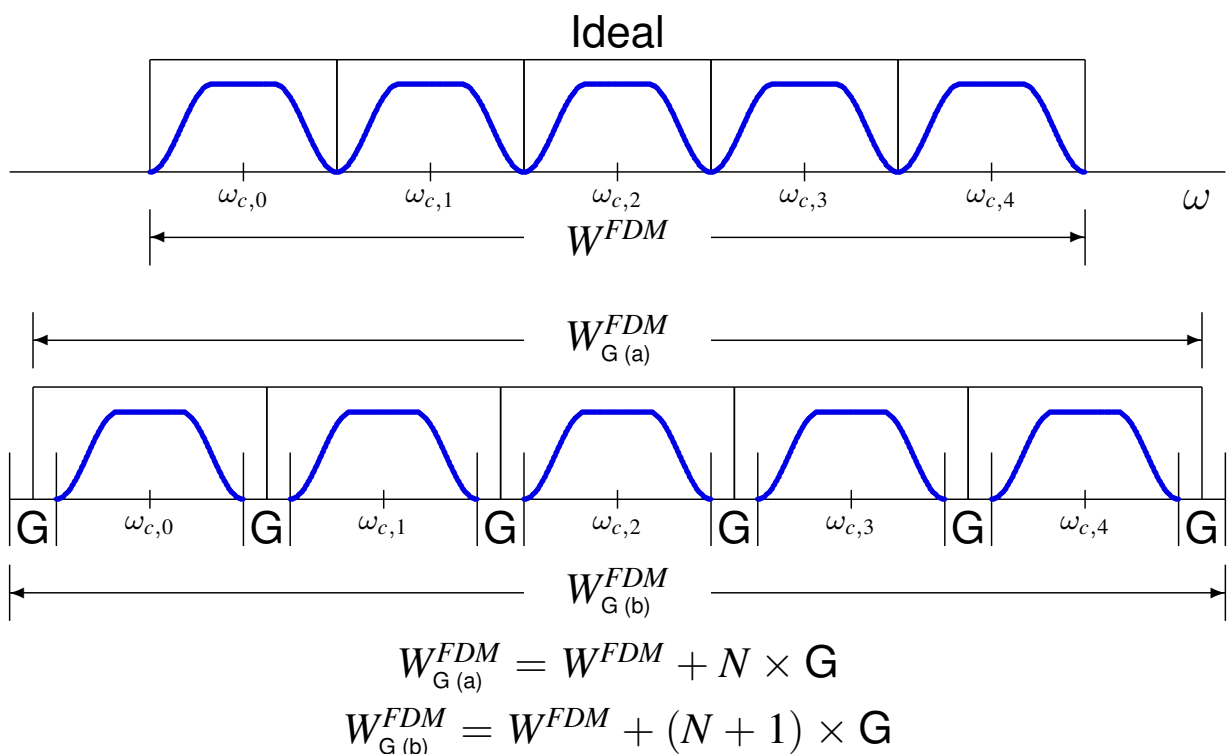 Ideal
ω_{c,0} ω_{c,1} ω_{c,2} ω_{c,3} ω_{c,4} ω
W^{FDM}
W^{FDM}_{G (a)}
G ω_{c,0} G ω_{c,1} G ω_{c,2} G ω_{c,3} G ω_{c,4} G
W^{FDM}_{G (b)}
W^{FDM}_{G (a)} = W^{FDM} + N × G
W^{FDM}_{G (b)} = W^{FDM} + (N + 1) × G